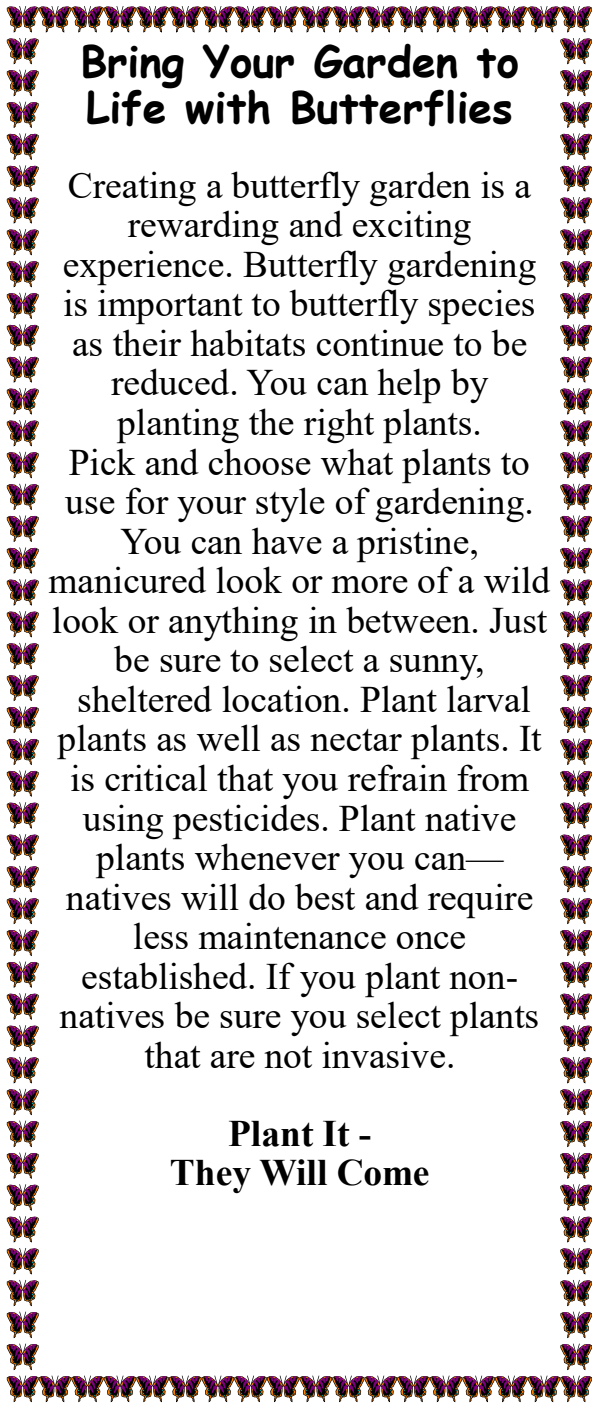 Bring Your Garden to
Life with Butterflies
Creating a butterfly garden is a
rewarding and exciting
experience. Butterfly gardening
is important to butterfly species
as their habitats continue to be
reduced. You can help by
planting the right plants.
Pick and choose what plants to
use for your style of gardening.
You can have a pristine,
manicured look or more of a wild
look or anything in between. Just
be sure to select a sunny,
sheltered location. Plant larval
plants as well as nectar plants. It
is critical that you refrain from
using pesticides. Plant native
plants whenever you can—
natives will do best and require
less maintenance once
established. If you plant non-
natives be sure you select plants
that are not invasive.
Plant It -
They Will Come